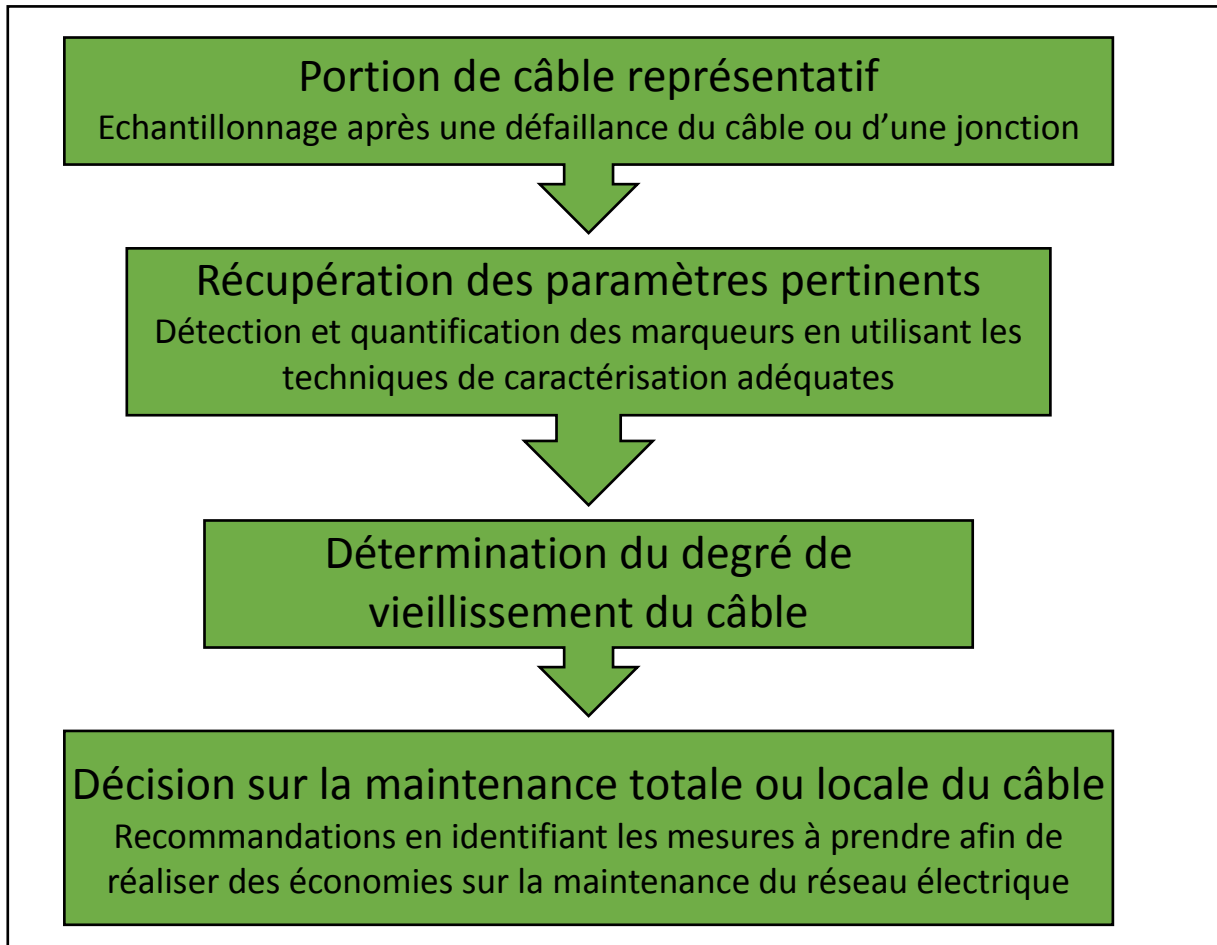 Portion de câble représentatif
Echantillonnage après une défaillance du câble ou d’une jonction
Récupération des paramètres pertinents
Détection et quantification des marqueurs en utilisant les
techniques de caractérisation adéquates
Détermination du degré de
vieillissement du câble
Décision sur la maintenance totale ou locale du câble
Recommandations en identifiant les mesures à prendre afin de
réaliser des économies sur la maintenance du réseau électrique